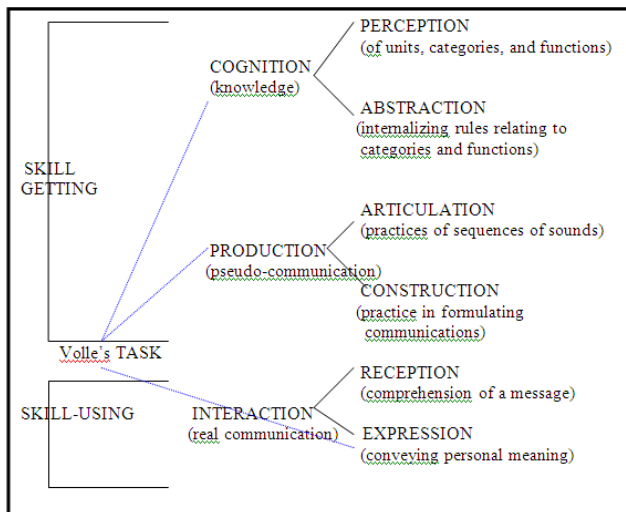 PERCEPTION
(of units, categories, and functions)
COGNITION
(knowledge)
ABSTRACTION
(internalizing rules relating to
categories and functions)
SKILL
GETTING
ARTICULATION
(practices of sequences of sounds)
PRODUCTION
(pseudo-communication)
CONSTRUCTION
(practice in formulating
communications)
Volle's TASK
RECEPTION
(comprehension of a message)
SKILL-USING
INTERACTION
(real communication)
EXPRESSION
(conveying personal meaning)